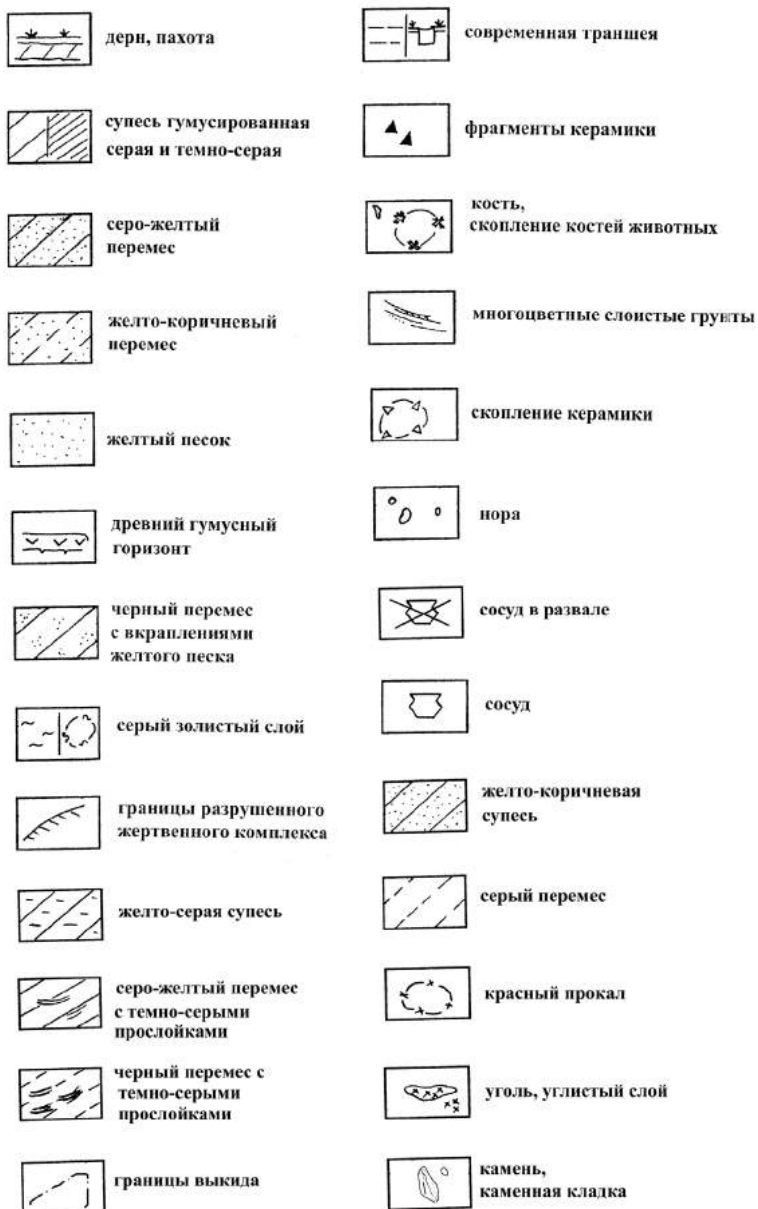 дерн, пахота
супесь гумусированная
серая и темно-серая
серо-желтый
перемес
желто-коричневый
перемес
желтый песок
древний гумусный
горизонт
черный перемес
с вкраплениями
желтого песка
серый золистый слой
границы разрушенного
жертвенного комплекса
желто-серая супесь
серо-желтый перемес
с темно-серыми
прослойками
черный перемес с
темно-серыми
прослойками
границы выкида
современная траншея
фрагменты керамики
кость,
скопление костей животных
многоцветные слоистые грунты
скопление керамики
нора
сосуд в развале
сосуд
желто-коричневая
супесь
серый перемес
красный прокал
уголь, углистый слой
камень,
каменная кладка